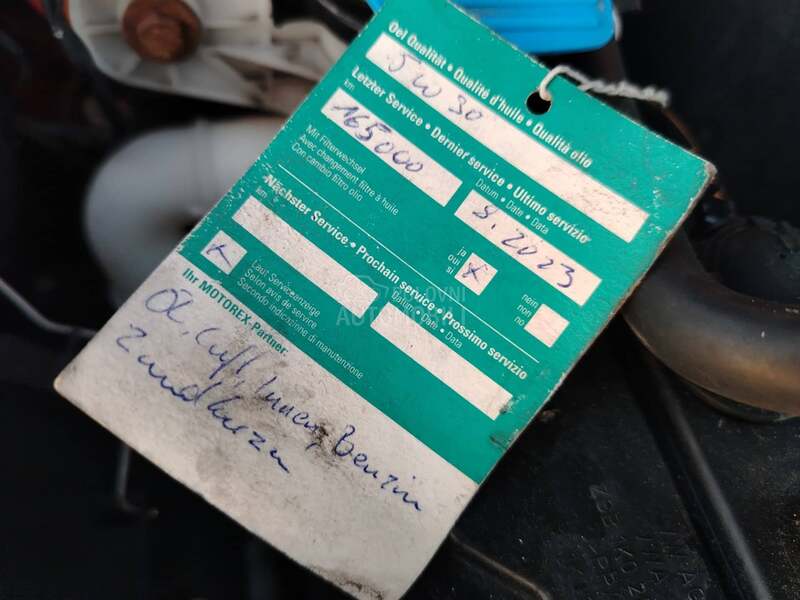 Oel Qualität • Qualité d'huile • Qualità olio
5W30
Letzter Service • Dernier service • Ultimo servizio
km
Datum • Date • Data
165000
8.2023
Mit Filterwechsel
Avec changement filtre à huile
Con cambio filtro olio
ja
oui
si
x
nein
non
no
Nächster Service • Prochain service • Prossimo servizio
km
Datum • Date • Data
x
Laut Serviceanzeige
Selon avis de service
Secondo indicazione di manutenzione
Ihr MOTOREX-Partner:
Öl, Luft, Innen, Benzin
Zündkerzen
POLOVNI
AUTOMOBILI